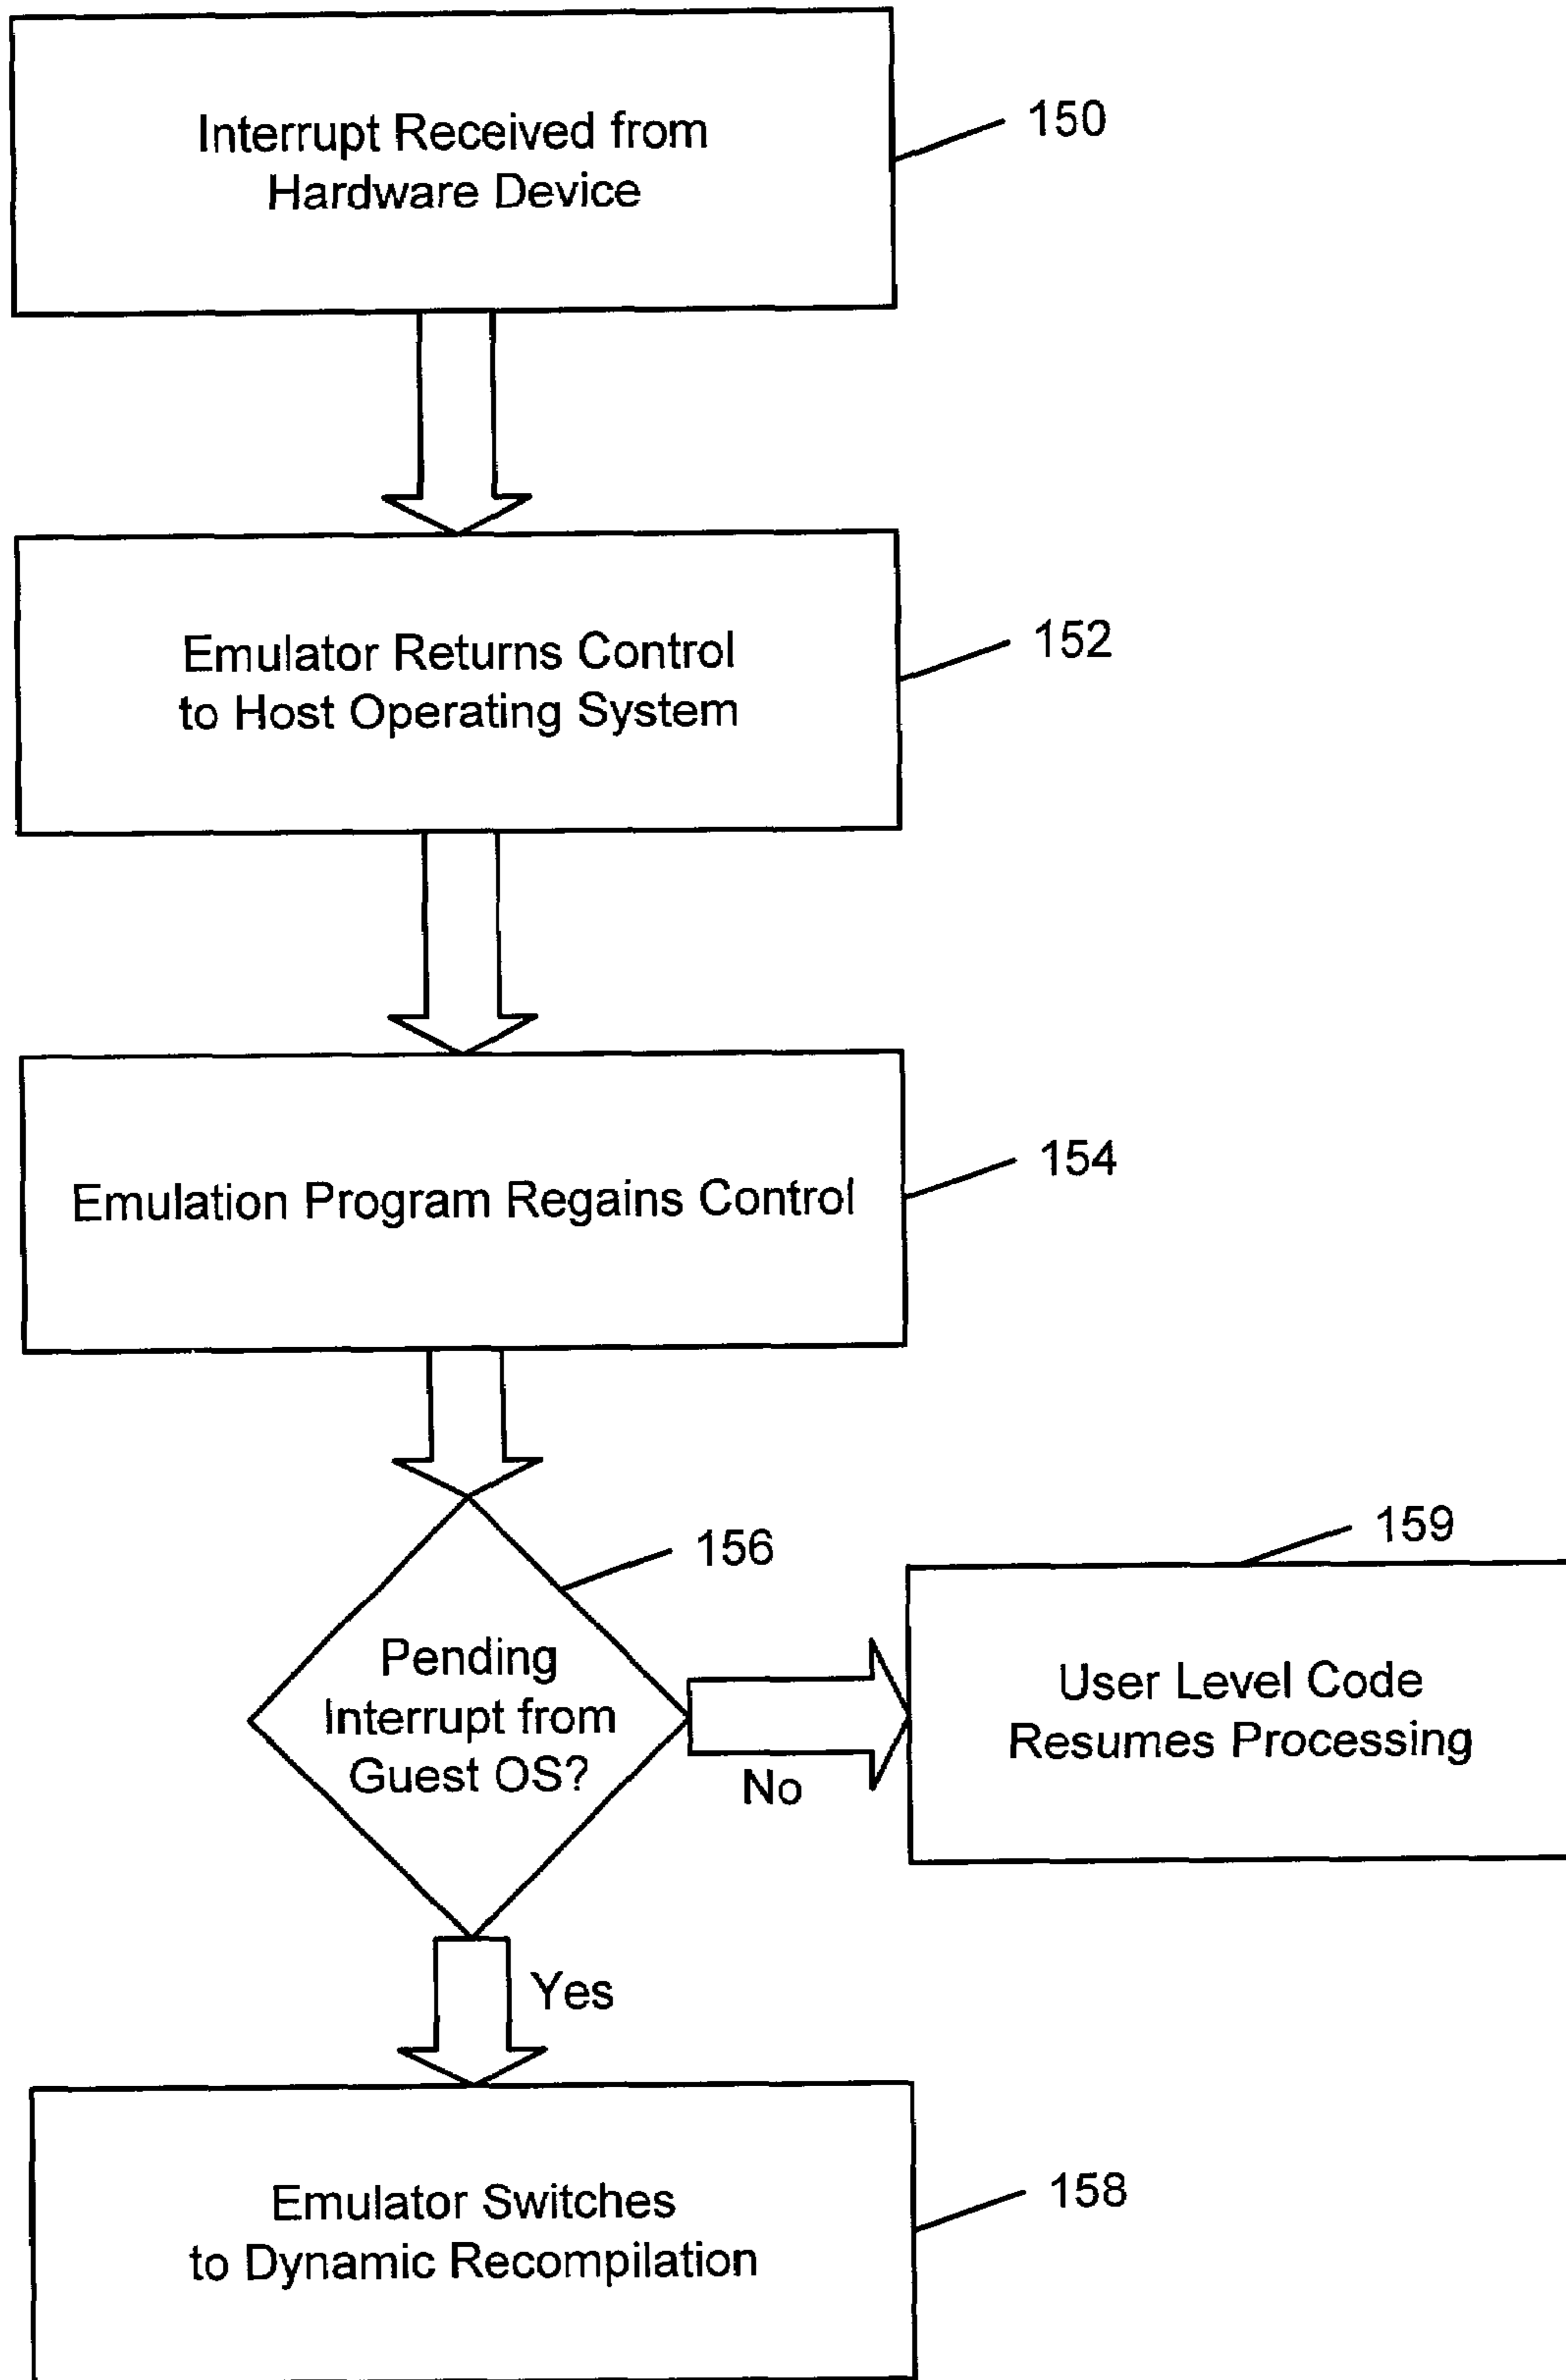 Interrupt Received from
Hardware Device
150
Emulator Returns Control
to Host Operating System
152
Emulation Program Regains Control
154
156
159
Pending
Interrupt from
Guest OS?
No
User Level Code
Resumes Processing
Yes
Emulator Switches
to Dynamic Recompilation
158